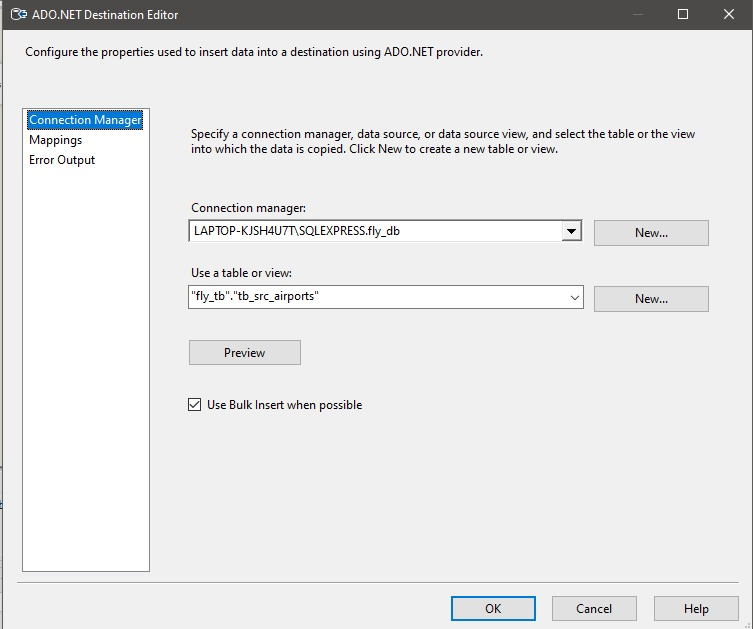 ADO.NET Destination Editor
Configure the properties used to insert data into a destination using ADO.NET provider.
Connection Manager
Mappings
Error Output
Specify a connection manager, data source, or data source view, and select the table or the view
into which the data is copied. Click New to create a new table or view.
Connection manager:
LAPTOP-KJSH4U7T\SQLEXPRESS.fly_db
New...
Use a table or view:
"fly_tb"."tb_src_airports"
New...
Preview
Use Bulk Insert when possible
OK
Cancel
Help